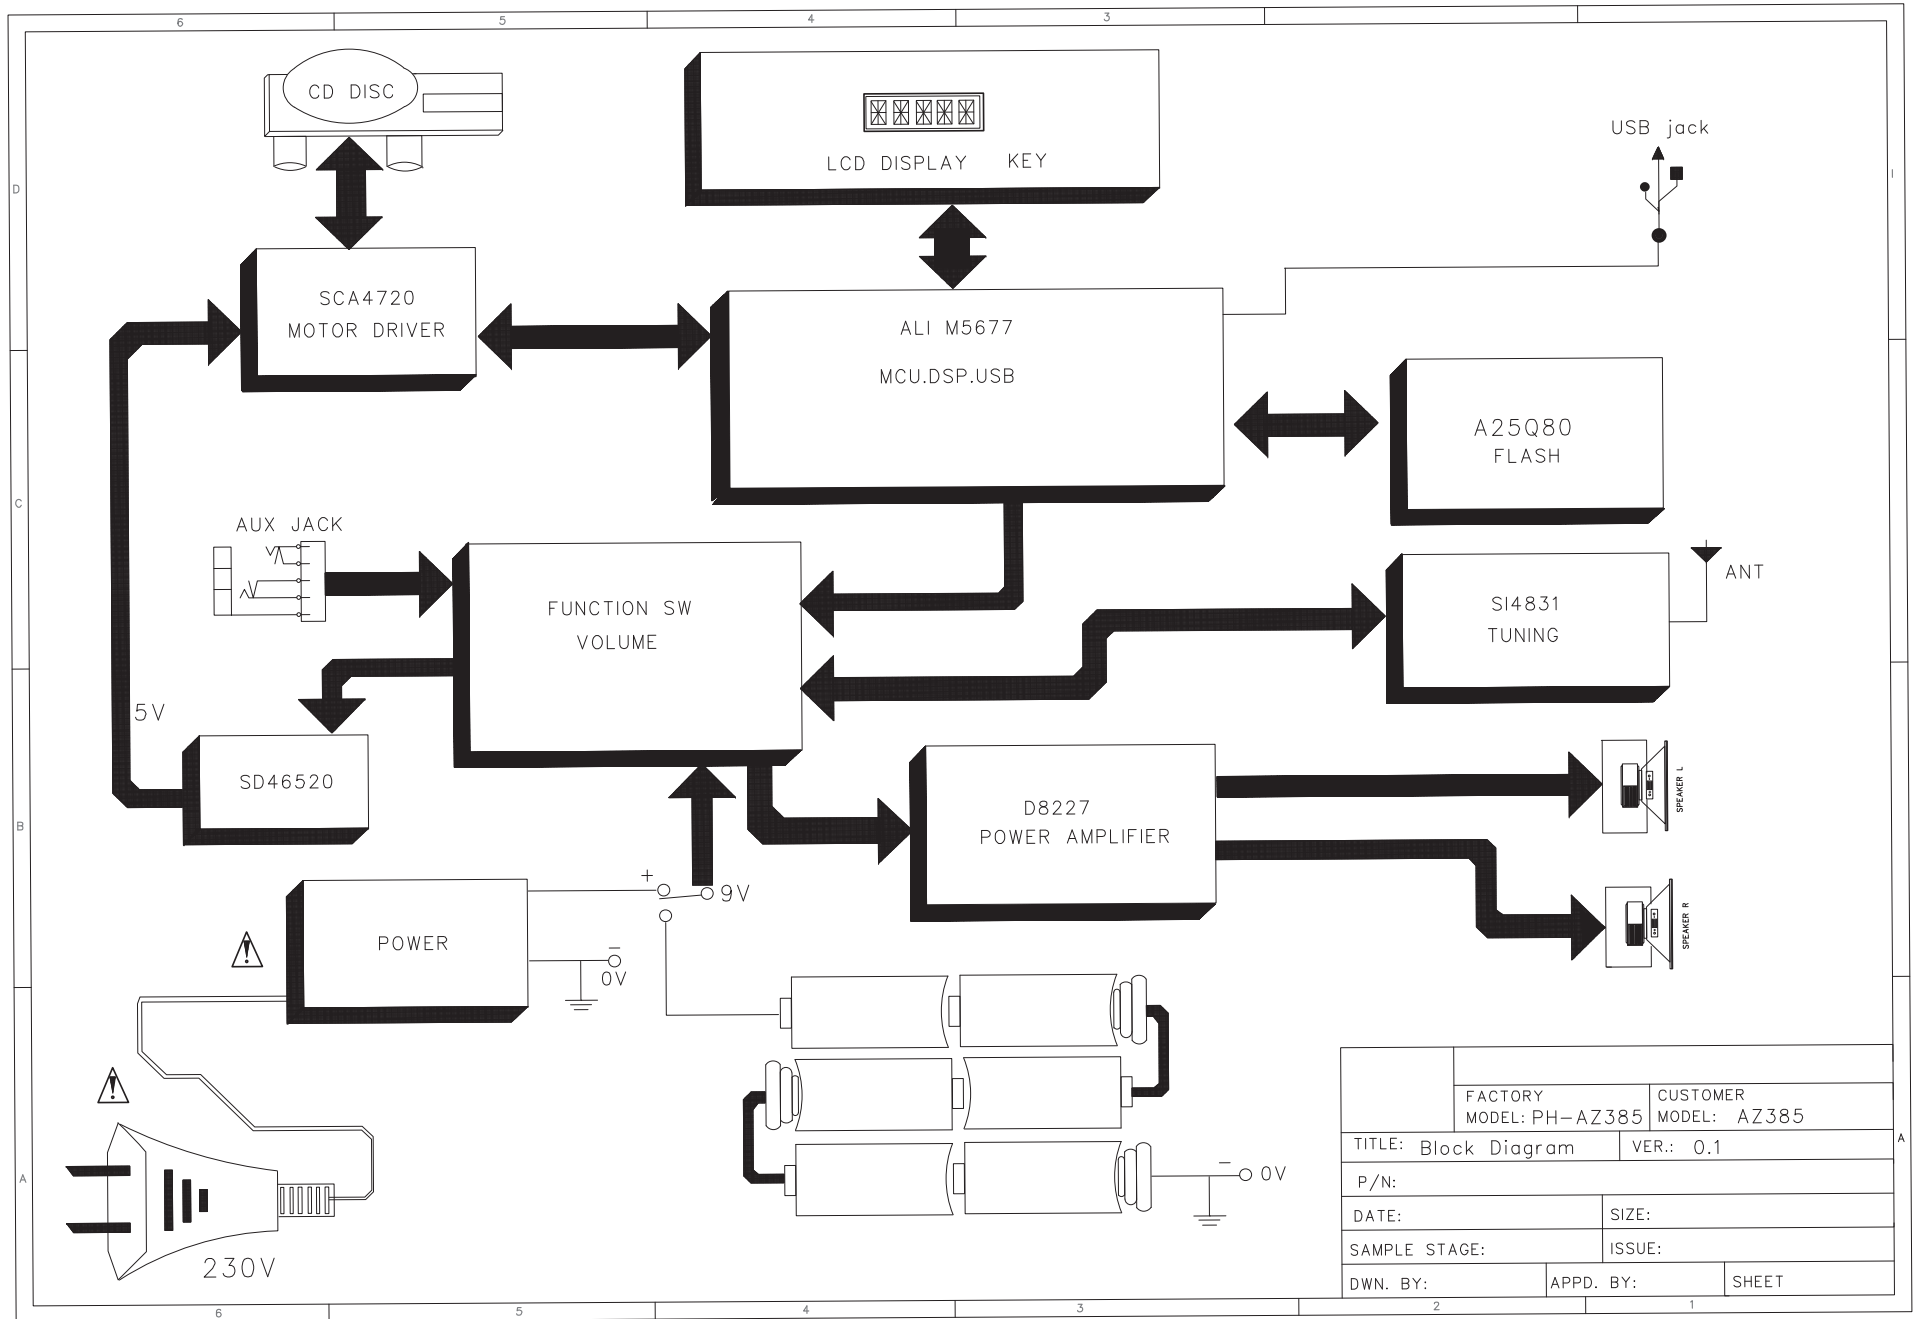 6 5 4 3
CD DISC
LCD DISPLAY KEY
USB jack
D
I
SCA4720
MOTOR DRIVER
ALI M5677
MCU.DSP.USB
A25Q80
FLASH
C
AUX JACK
FUNCTION SW
VOLUME
SI4831
TUNING
ANT
5V
SD46520
D8227
POWER AMPLIFIER
SPEAKER L
B
B
+
9V
POWER
−
0V
SPEAKER R
!
!
230V
−
0V
FACTORY
MODEL: PH-AZ385
CUSTOMER
MODEL: AZ385
TITLE: Block Diagram
VER.: 0.1
P/N:
DATE:
SIZE:
SAMPLE STAGE:
ISSUE:
DWN. BY:
APPD. BY:
SHEET
A
A
6 5 4 3 2 1